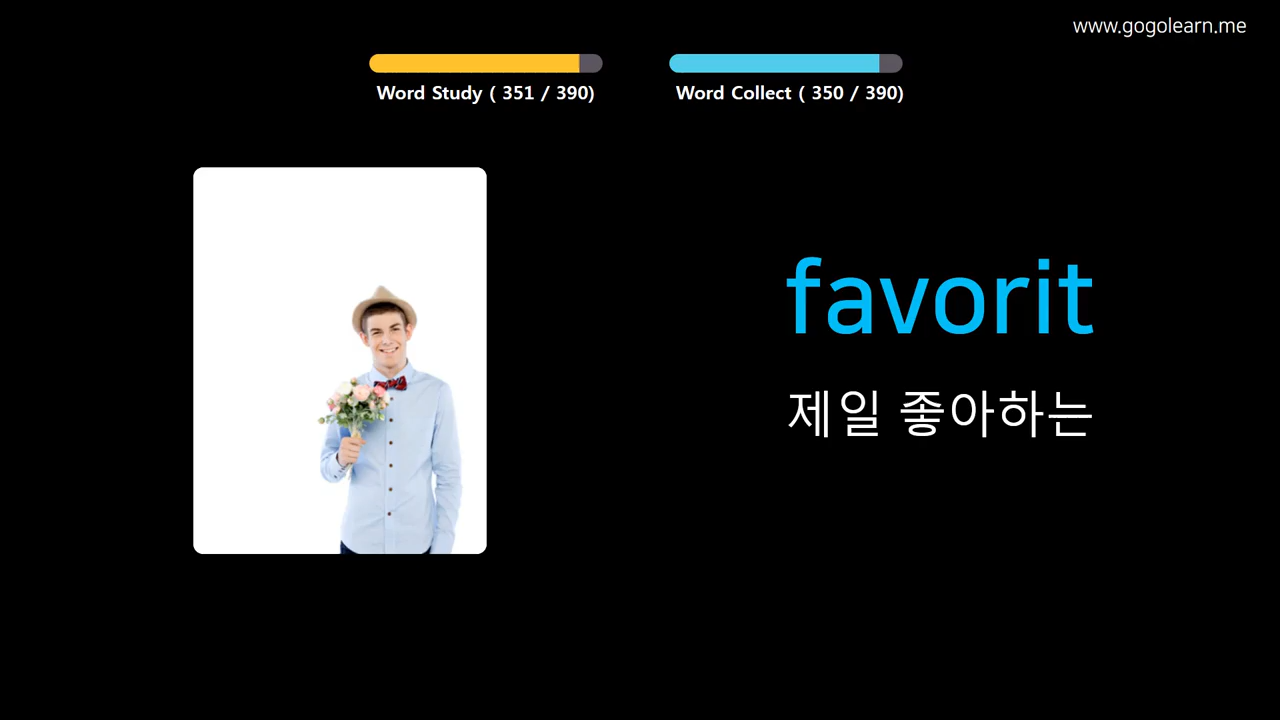 www.gogolearn.me
Word Study ( 351 / 390)
Word Collect ( 350 / 390)
favorit
제일 좋아하는